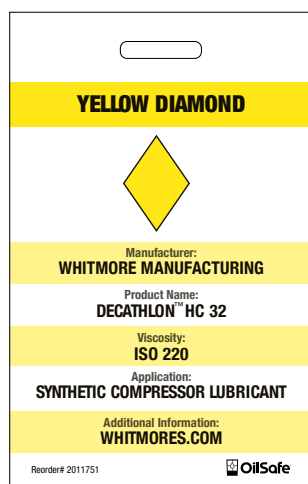 YELLOW DIAMOND
Manufacturer:
WHITMORE MANUFACTURING
Product Name:
DECATHLON™ HC 32
Viscosity:
ISO 220
Application:
SYNTHETIC COMPRESSOR LUBRICANT
Additional Information:
WHITMORES.COM
Reorder# 2011751
OilSafe